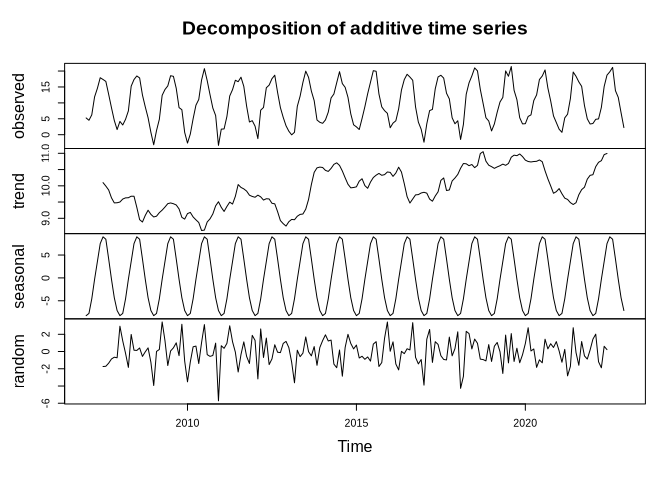 Decomposition of additive time series
observed
15
5
0
trend
11.0
10.0
9.0
seasonal
5
0
-5
random
2
0
-2
-6
2010
2015
2020
Time